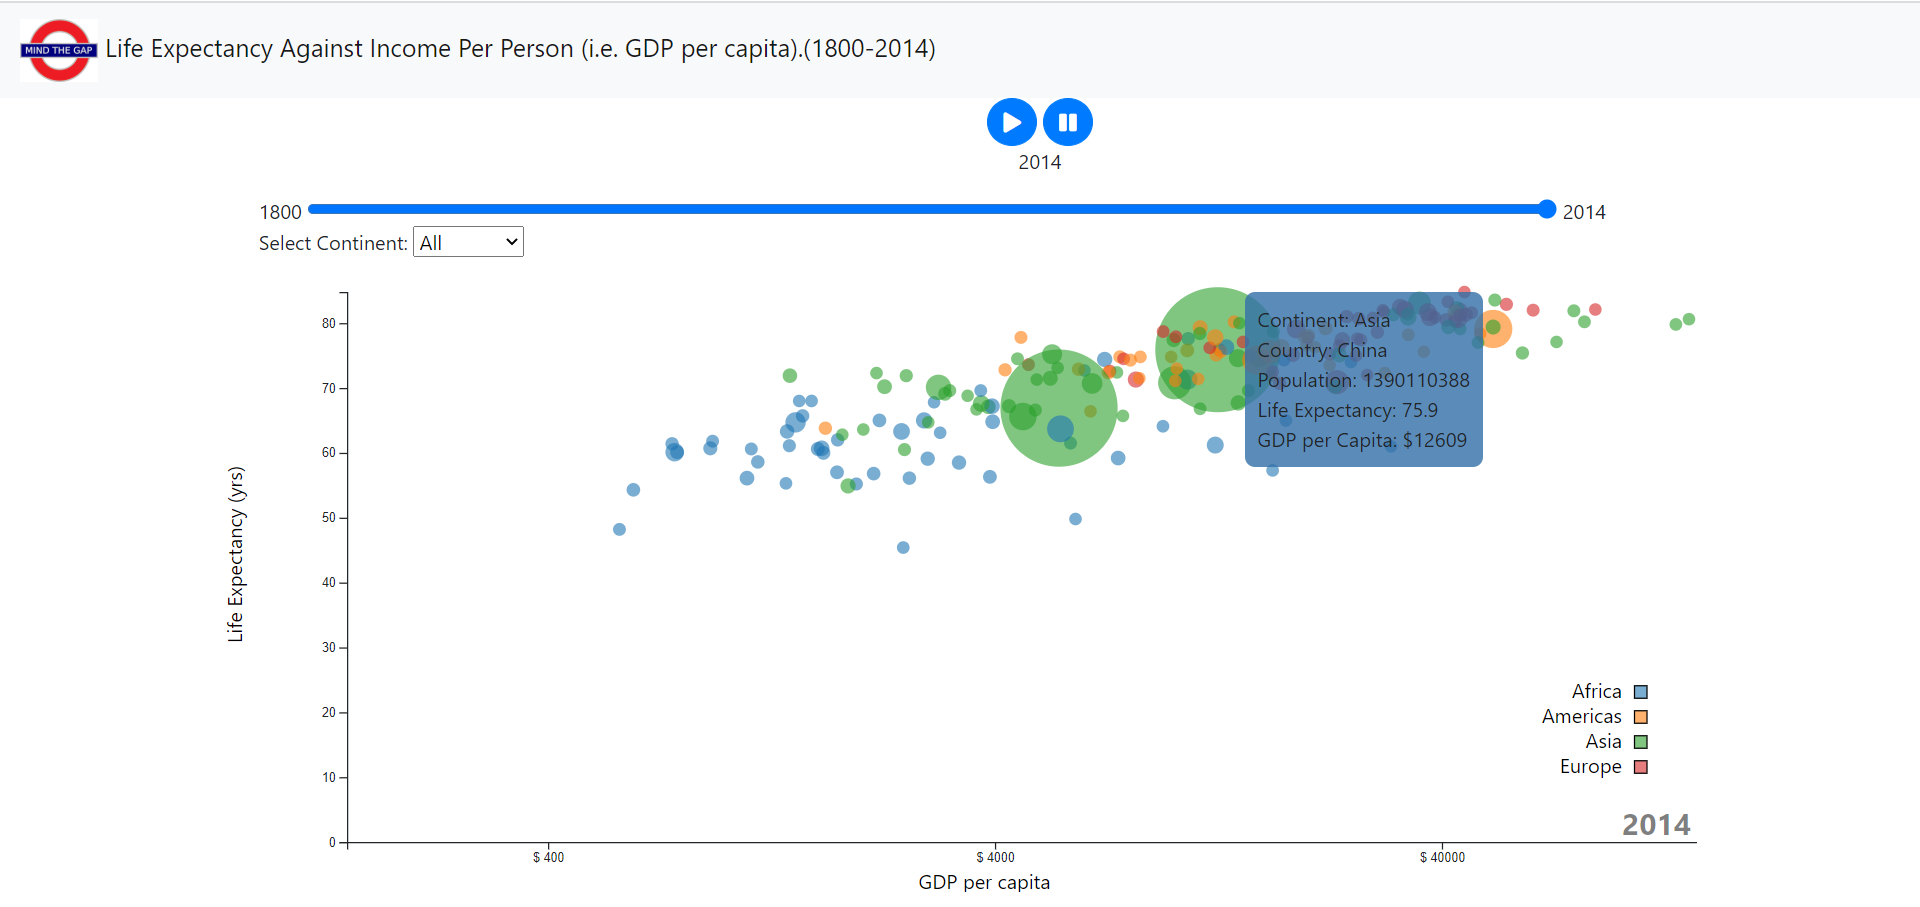 MIND THE GAP
Life Expectancy Against Income Per Person (i.e. GDP per capita).(1800-2014)
2014
1800
2014
Select Continent: All
Continent: Asia
Country: China
Population: 1390110388
Life Expectancy: 75.9
GDP per Capita: $12609
80
70
60
50
40
30
20
10
0
Life Expectancy (yrs)
Africa
Americas
Asia
Europe
2014
$ 400
$ 4000
$ 40000
GDP per capita